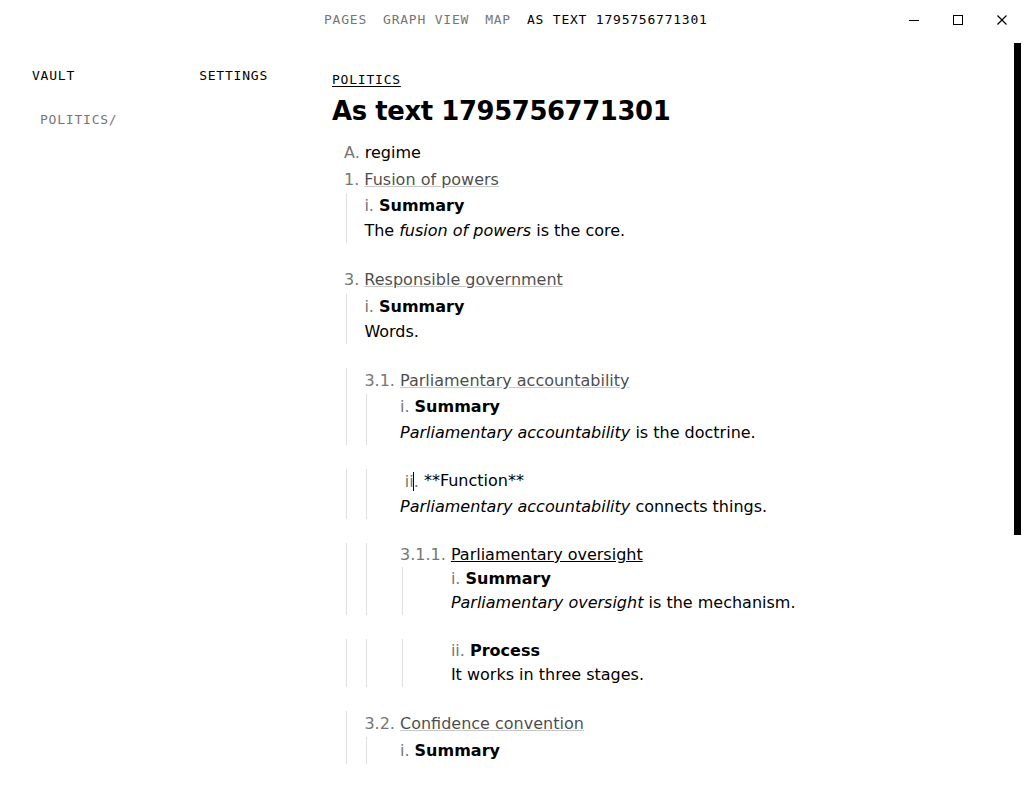 PAGES GRAPH VIEW MAP AS TEXT 1795756771301
VAULT SETTINGS
POLITICS/
POLITICS
As text 1795756771301
A. regime
1. Fusion of powers
i. Summary
The fusion of powers is the core.
3. Responsible government
i. Summary
Words.
3.1. Parliamentary accountability
i. Summary
Parliamentary accountability is the doctrine.
ii. **Function**
Parliamentary accountability connects things.
3.1.1. Parliamentary oversight
i. Summary
Parliamentary oversight is the mechanism.
ii. Process
It works in three stages.
3.2. Confidence convention
i. Summary